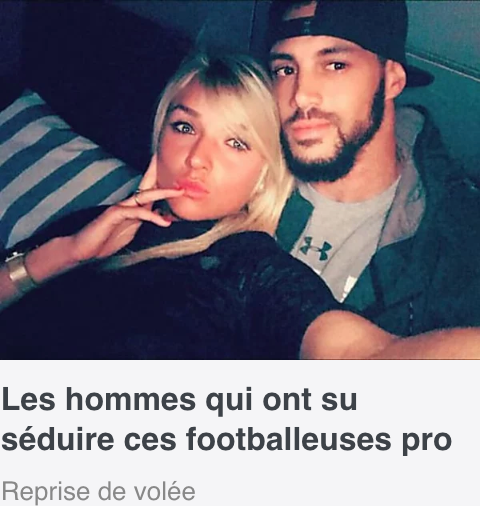 Les hommes qui ont su
séduire ces footballeuses pro
Reprise de volée